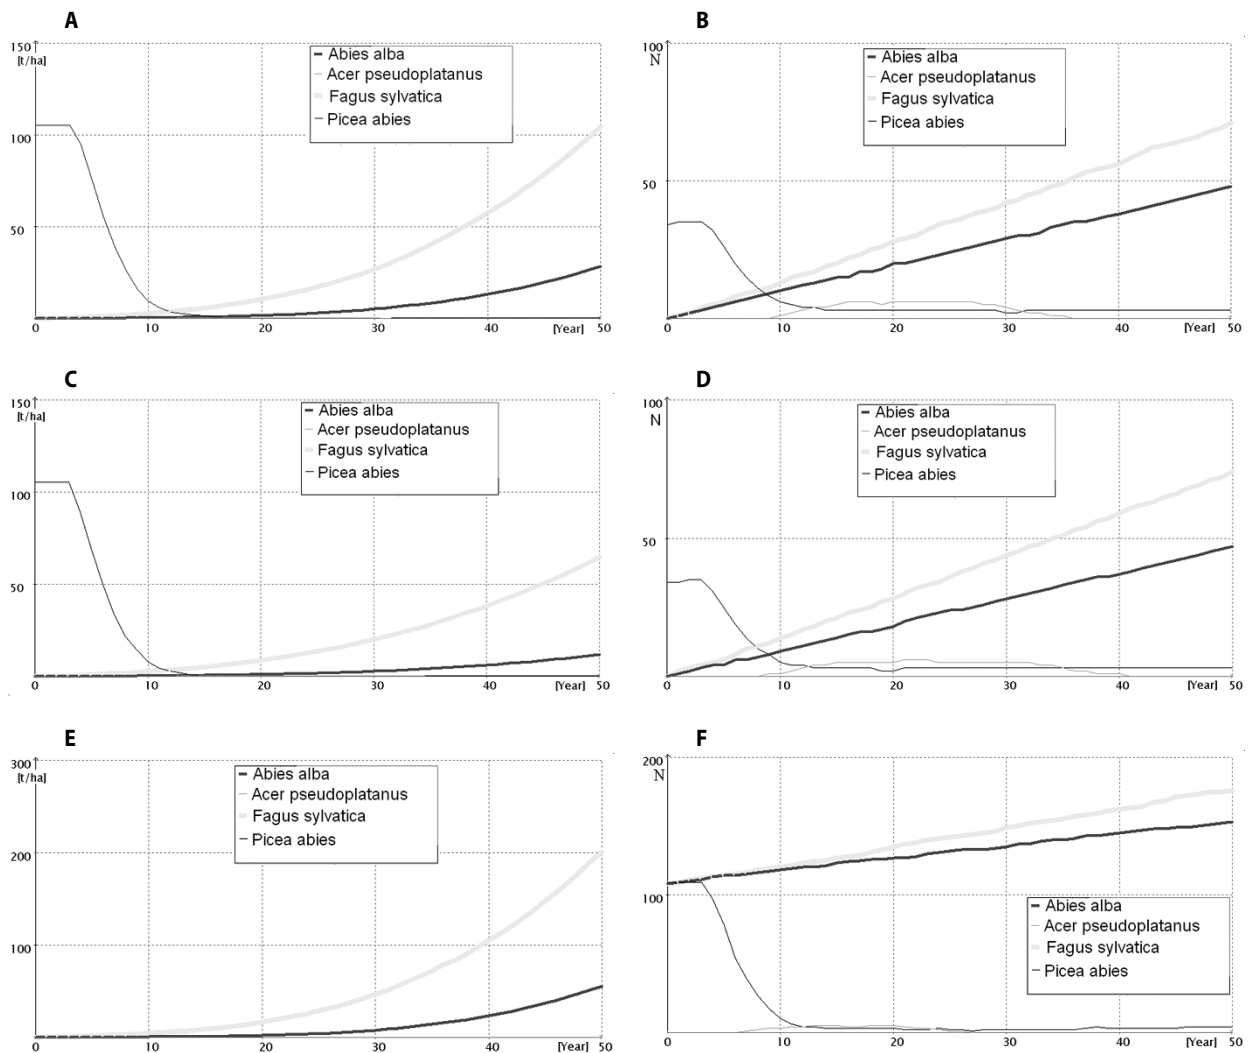 A
150
[t/ha]
Abies alba
Acer pseudoplatanus
Fagus sylvatica
Picea abies
100
50
0
10
20
30
40
[Year]
50
B
100
N
Abies alba
Acer pseudoplatanus
Fagus sylvatica
Picea abies
50
0
10
20
30
40
[Year]
50
C
150
[t/ha]
Abies alba
Acer pseudoplatanus
Fagus sylvatica
Picea abies
100
50
0
10
20
30
40
[Year]
50
D
100
N
Abies alba
Acer pseudoplatanus
Fagus sylvatica
Picea abies
50
0
10
20
30
40
[Year]
50
E
300
[t/ha]
Abies alba
Acer pseudoplatanus
Fagus sylvatica
Picea abies
200
100
0
10
20
30
40
[Year]
50
F
200
N
100
Abies alba
Acer pseudoplatanus
Fagus sylvatica
Picea abies
0
10
20
30
40
[Year]
50